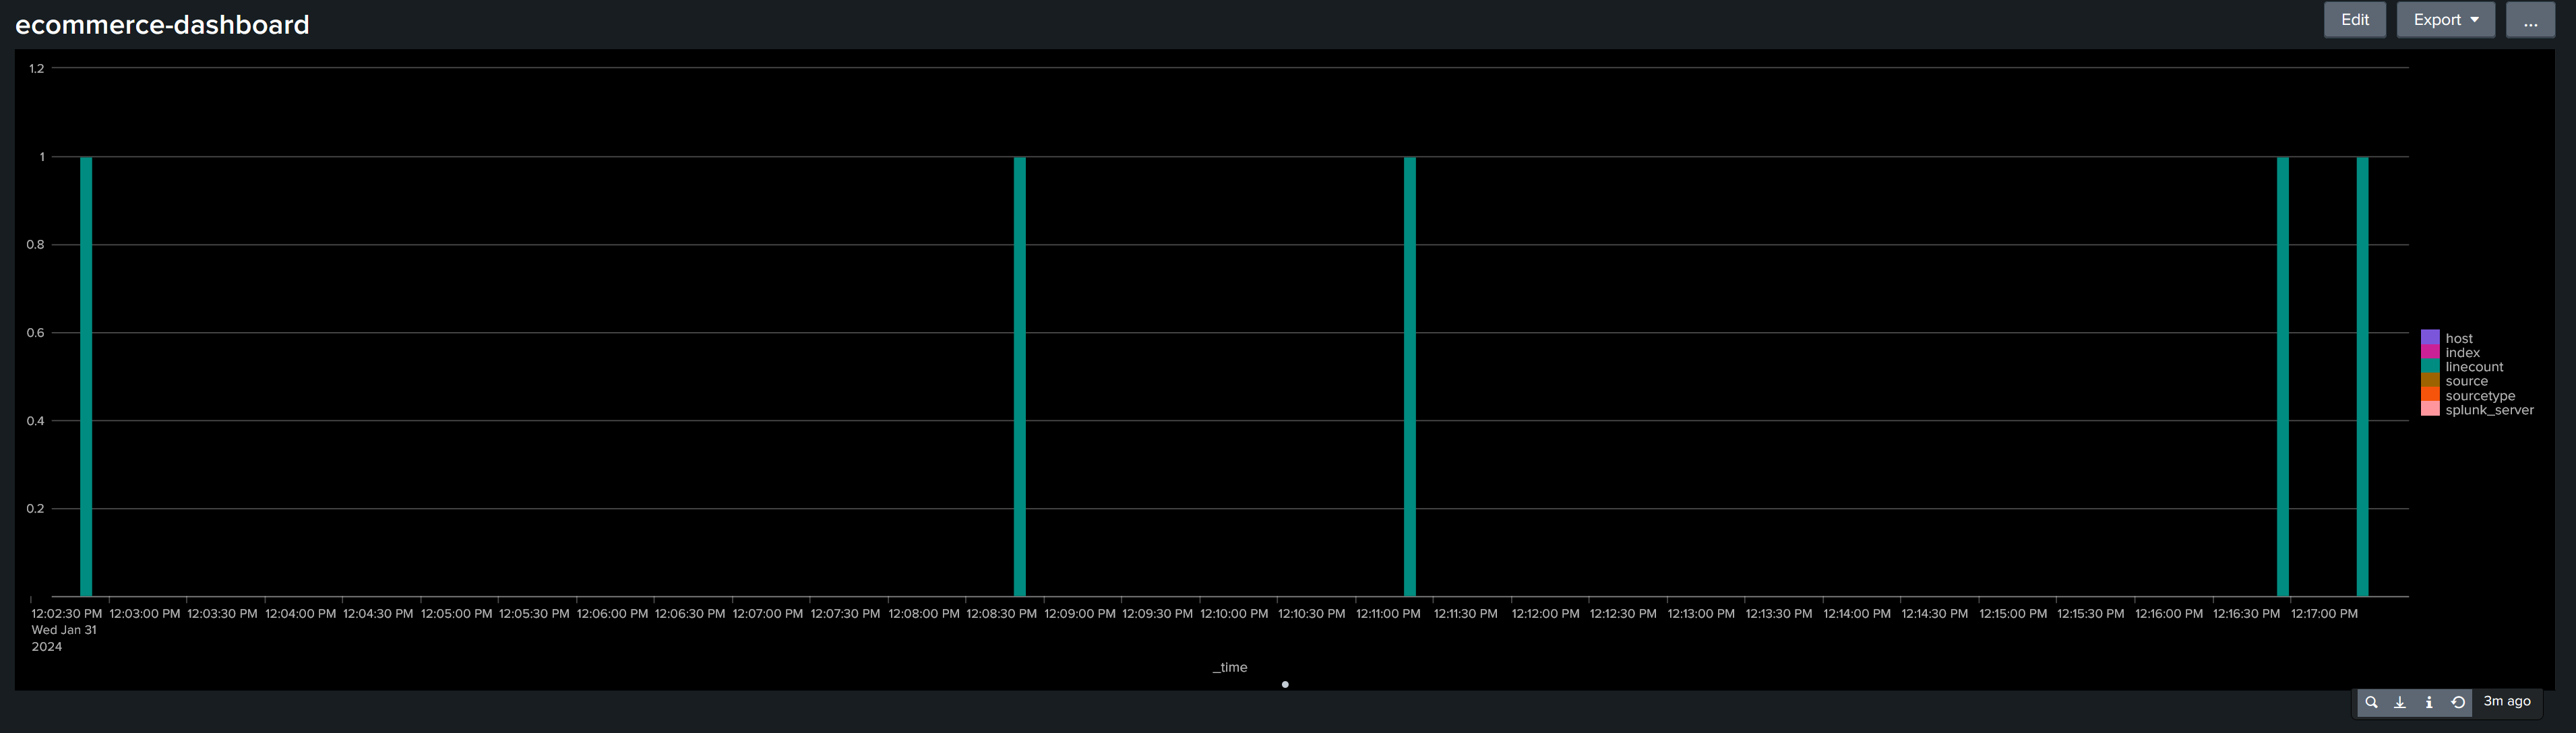 ecommerce-dashboard
Edit
Export
...
1.2
1
0.8
0.6
0.4
0.2
12:02:30 PM 12:03:00 PM 12:03:30 PM 12:04:00 PM 12:04:30 PM 12:05:00 PM 12:05:30 PM 12:06:00 PM 12:06:30 PM 12:07:00 PM 12:07:30 PM 12:08:00 PM 12:08:30 PM 12:09:00 PM 12:09:30 PM 12:10:00 PM 12:10:30 PM 12:11:00 PM 12:11:30 PM 12:12:00 PM 12:12:30 PM 12:13:00 PM 12:13:30 PM 12:14:00 PM 12:14:30 PM 12:15:00 PM 12:15:30 PM 12:16:00 PM 12:16:30 PM 12:17:00 PM
Wed Jan 31
2024
_time
host
index
linecount
source
sourcetype
splunk_server
3m ago